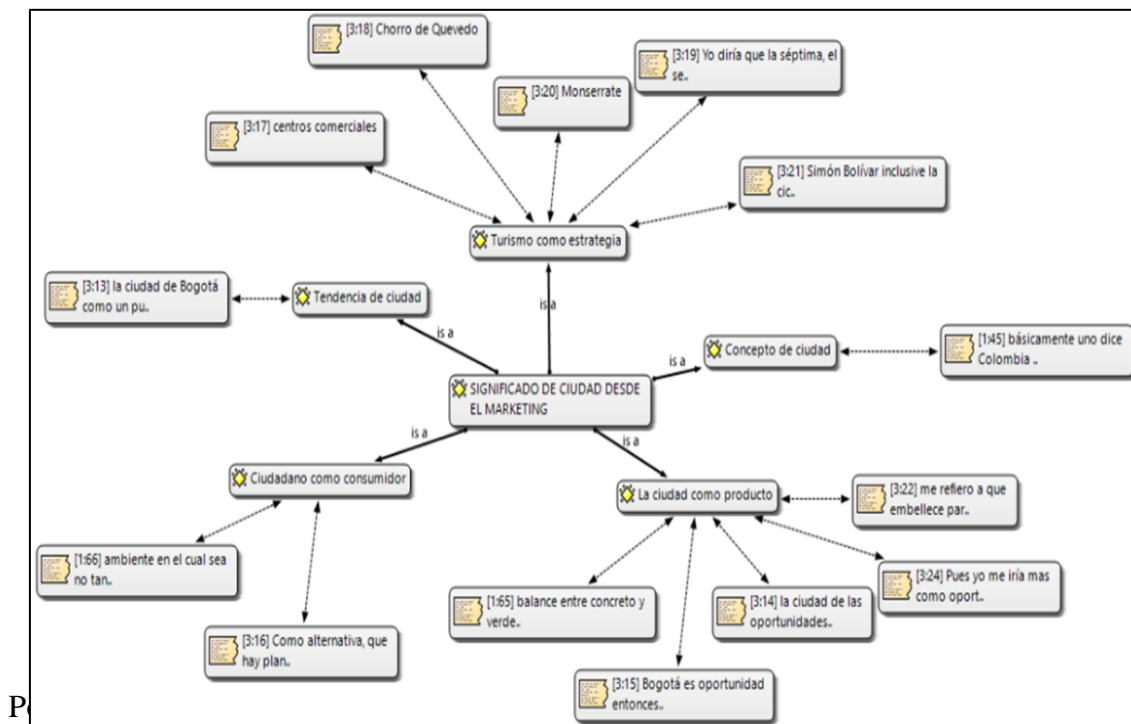 [3:18] Chorro de Quevedo
[3:19] Yo diría que la séptima, el
se..
[3:20] Monserrate
[3:17] centros comerciales
[3:21] Simón Bolívar inclusive la
cic..
Turismo como estrategia
[3:13] la ciudad de Bogotá
como un pu..
Tendencia de ciudad
is a
is a
[1:45] básicamente uno dice
Colombia ..
Concepto de ciudad
is a
SIGNIFICADO DE CIUDAD DESDE
EL MARKETING
is a
is a
Ciudadano como consumidor
La ciudad como producto
[3:22] me refiero a que
embellece par..
[1:66] ambiente en el cual sea
no tan..
[3:24] Pues yo me iría mas
como oport..
[1:65] balance entre concreto y
verde..
[3:14] la ciudad de las
oportunidades..
[3:16] Como alternativa, que
hay plan..
[3:15] Bogotá es oportunidad
entonces..